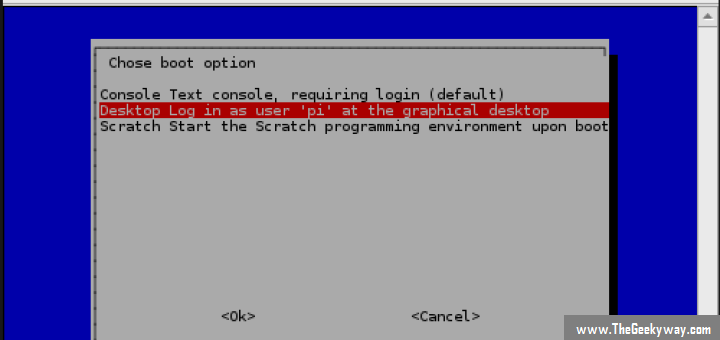 Chose boot option
Console Text console, requiring login (default)
Desktop Log in as user 'pi' at the graphical desktop
Scratch Start the Scratch programming environment upon boot
<Ok> <Cancel>
www.TheGeekyway.com